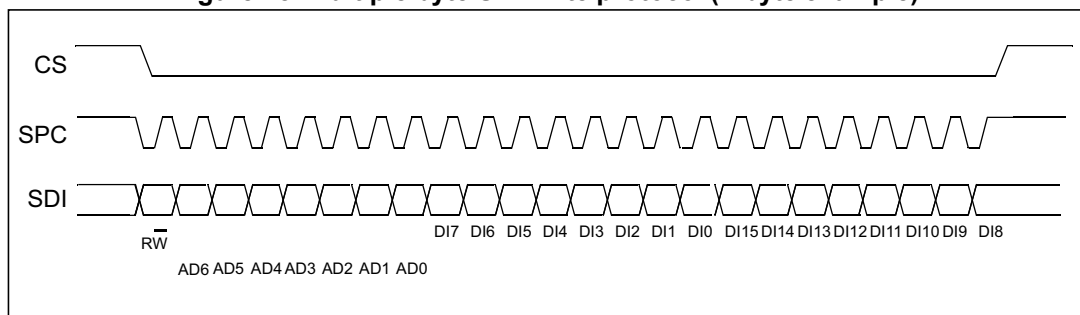 CS
SPC
SDI
RW DI7 DI6 DI5 DI4 DI3 DI2 DI1 DI0 DI15 DI14 DI13 DI12 DI11 DI10 DI9 DI8
AD6 AD5 AD4 AD3 AD2 AD1 AD0